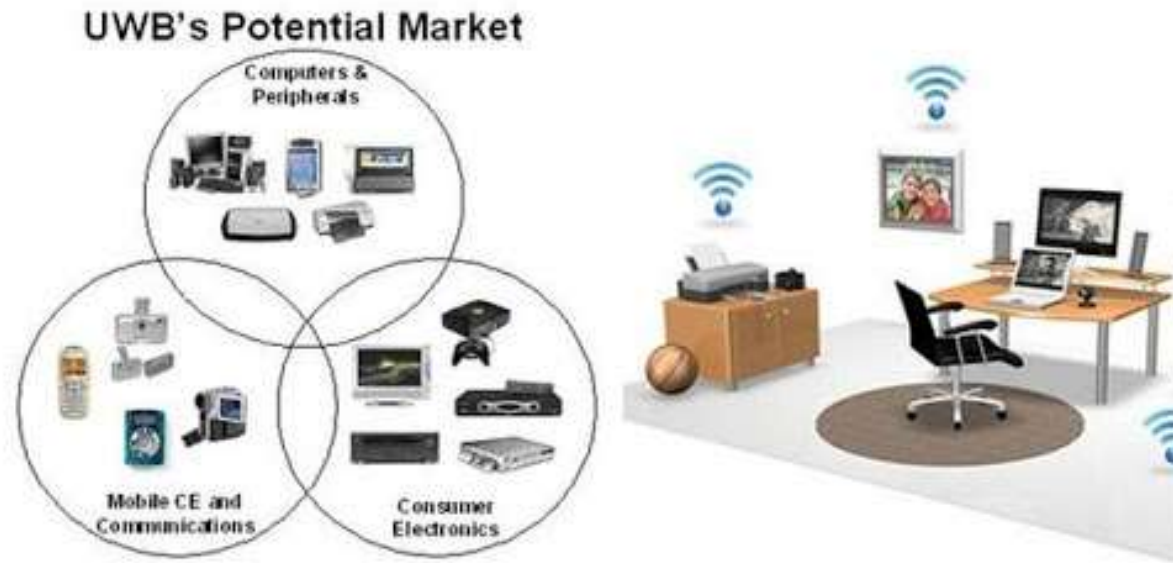 UWB's Potential Market
Computers &
Peripherals
Mobile CE and
Communications
Consumer
Electronics